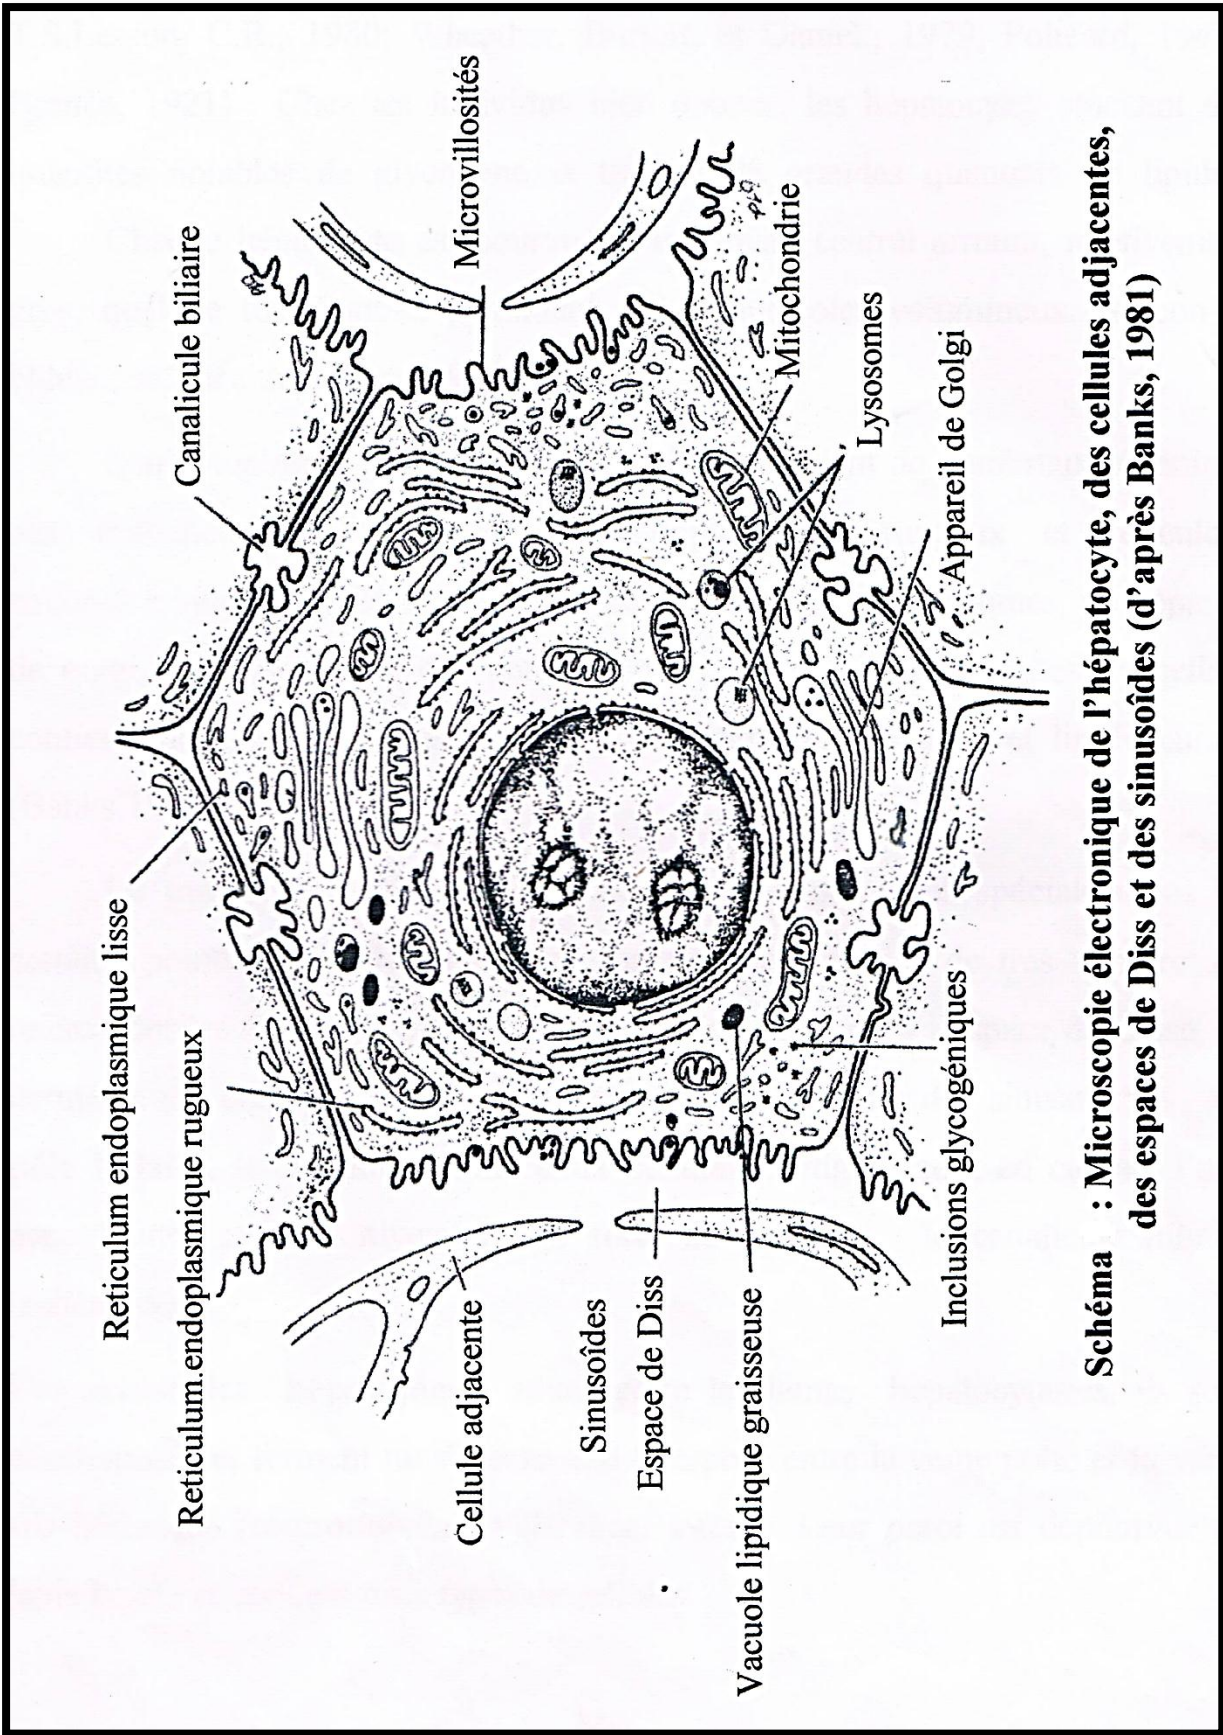 Reticulum endoplasmique lisse
Reticulum endoplasmique rugueux
Canalicule biliaire
Cellule adjacente
Microvillosités
Sinusoîdes
Espace de Diss
Vacuole lipidique graisseuse
Mitochondrie
Lysosomes
Inclusions glycogéniques
Appareil de Golgi
Schéma : Microscopie électronique de l'hépatocyte, des cellules adjacentes,
des espaces de Diss et des sinusoîdes (d'après Banks, 1981)